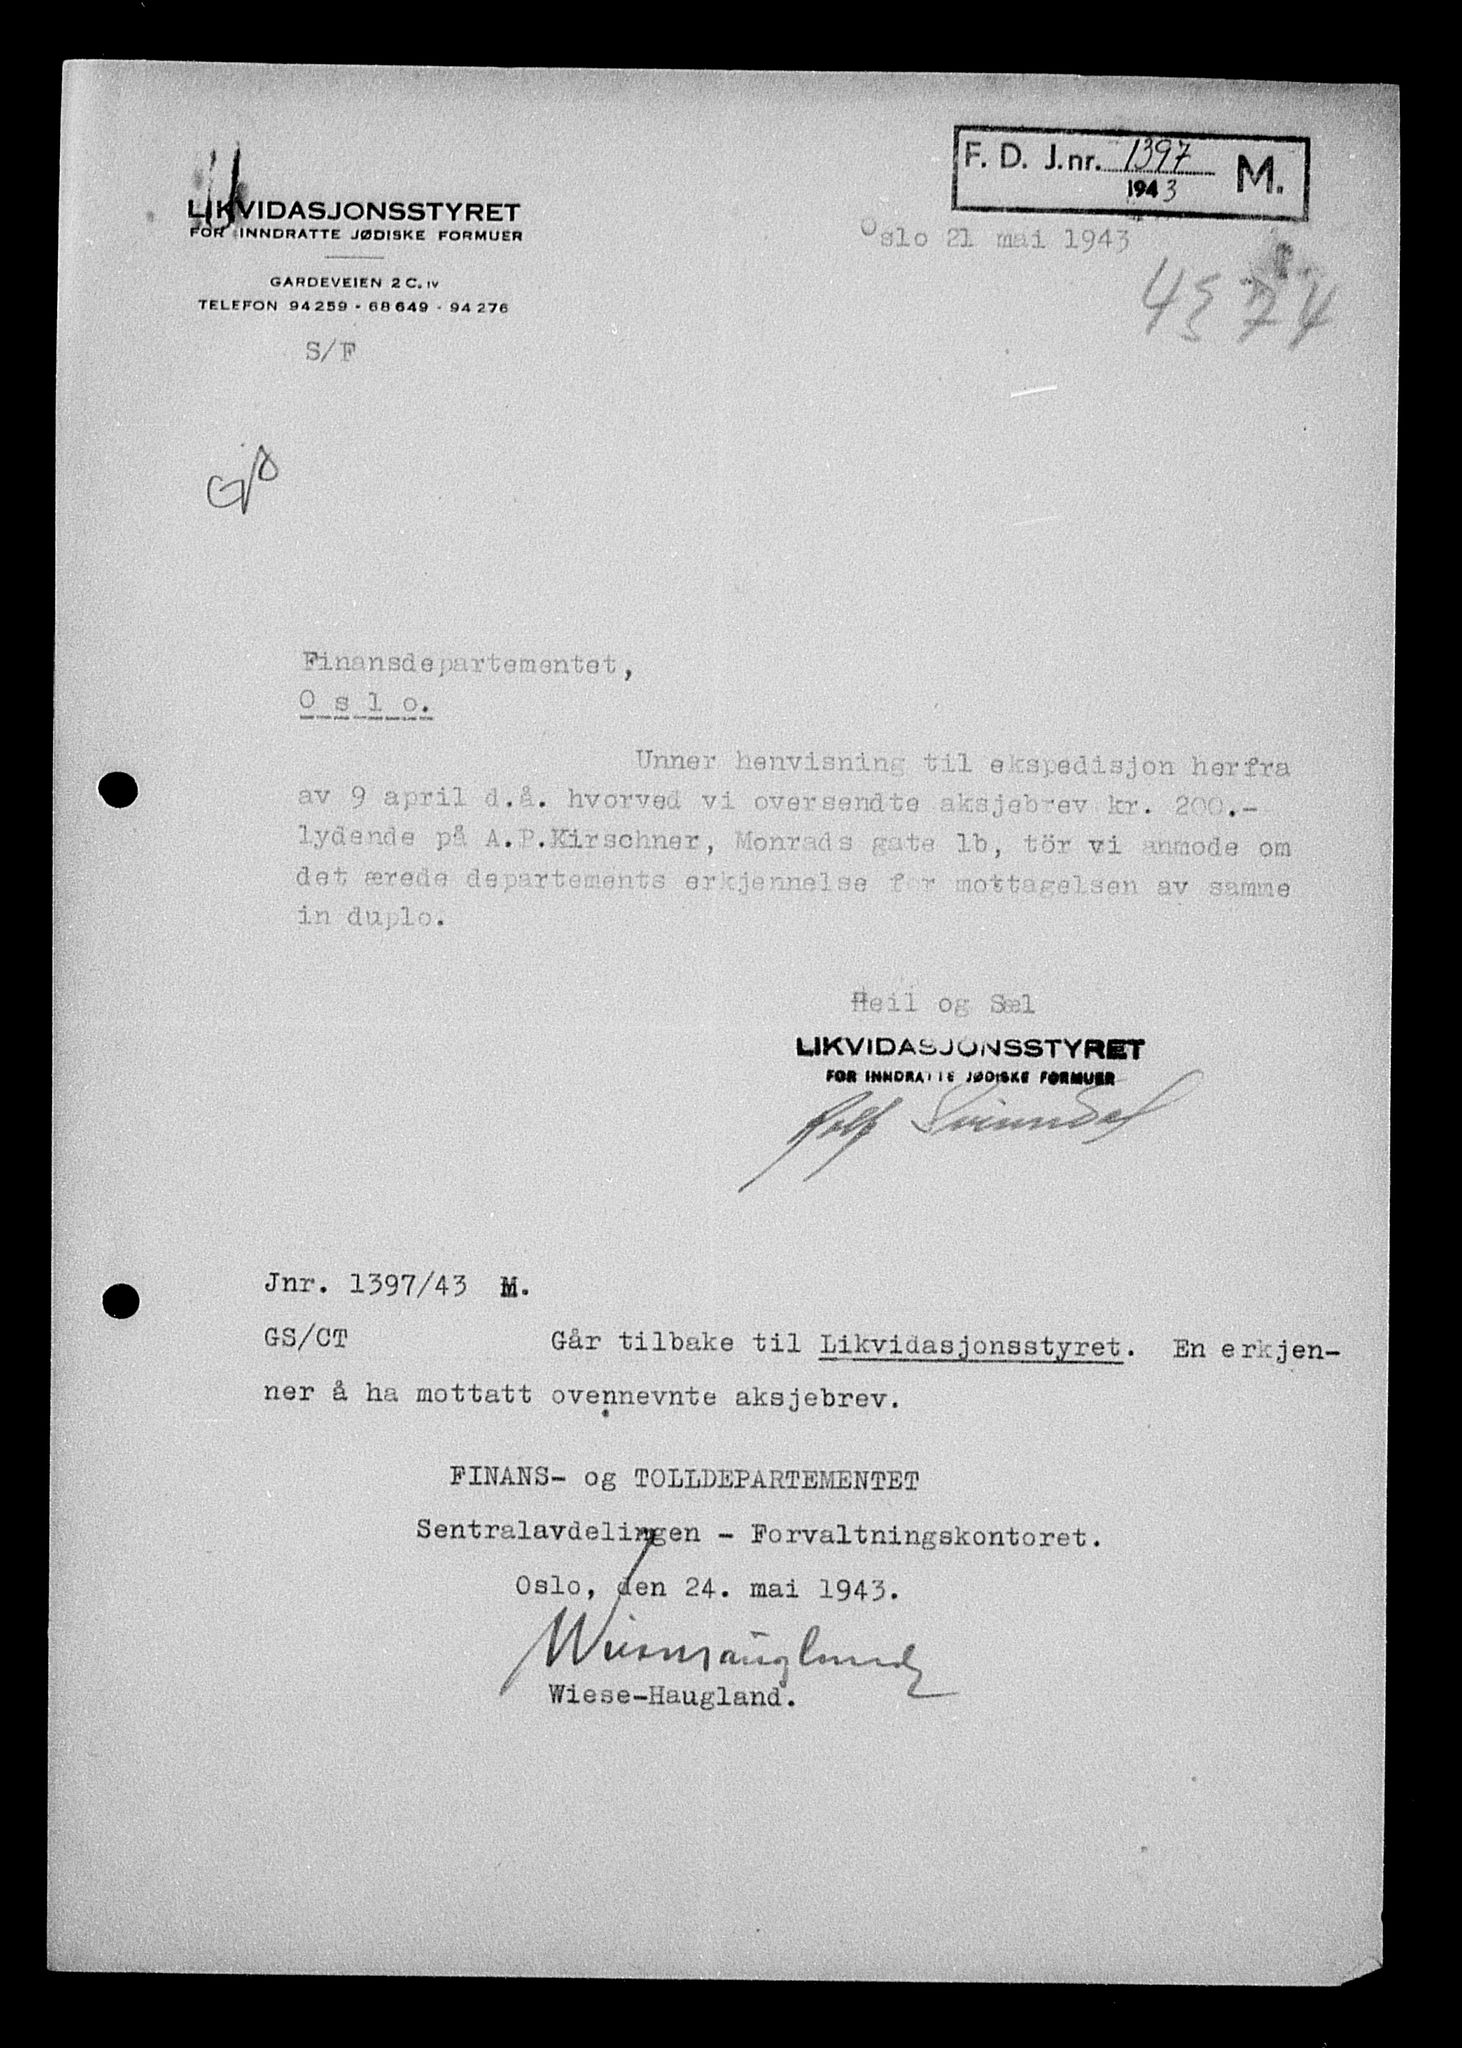 LIKVIDASJONSSTYRET
FOR INNDRATTE JØDISKE FORMUER
GARDEVEIEN 2 C. IV
TELEFON 94259 - 68649 - 94276
S/F
F. D. J.nr. 1397 M.
1943
Oslo 21 mai 1943
Finansdepartementet,
O s l o.
Unner henvisning til ekspedisjon herfra
av 9 april d.å. hvorved vi oversendte aksjebrev kr. 200.-
lydende på A.P.Kirschner, Monrads gate 1b, tör vi anmode om
det ærede departements erkjennelse for mottagelsen av samme
in duplo.
Heil og Sæl
LIKVIDASJONSSTYRET
FOR INNDRATTE JØDISKE FORMUER
Rolf Svinndal
Jnr. 1397/43 M.
GS/CT Går tilbake til Likvidasjonsstyret. En erkjen-
ner å ha mottatt ovennevnte aksjebrev.
FINANS- og TOLLDEPARTEMENTET
Sentralavdelingen - Forvaltningskontoret.
Oslo, den 24. mai 1943.
Wiese-Haugland.